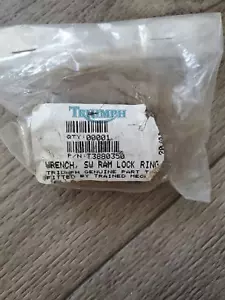 TRIUMPH
QTY:00001
P/N:T3880350
WRENCH, SW RAM LOCK RING
TRIUMPH GENUINE PART
(FITTED BY TRAINED MEC)